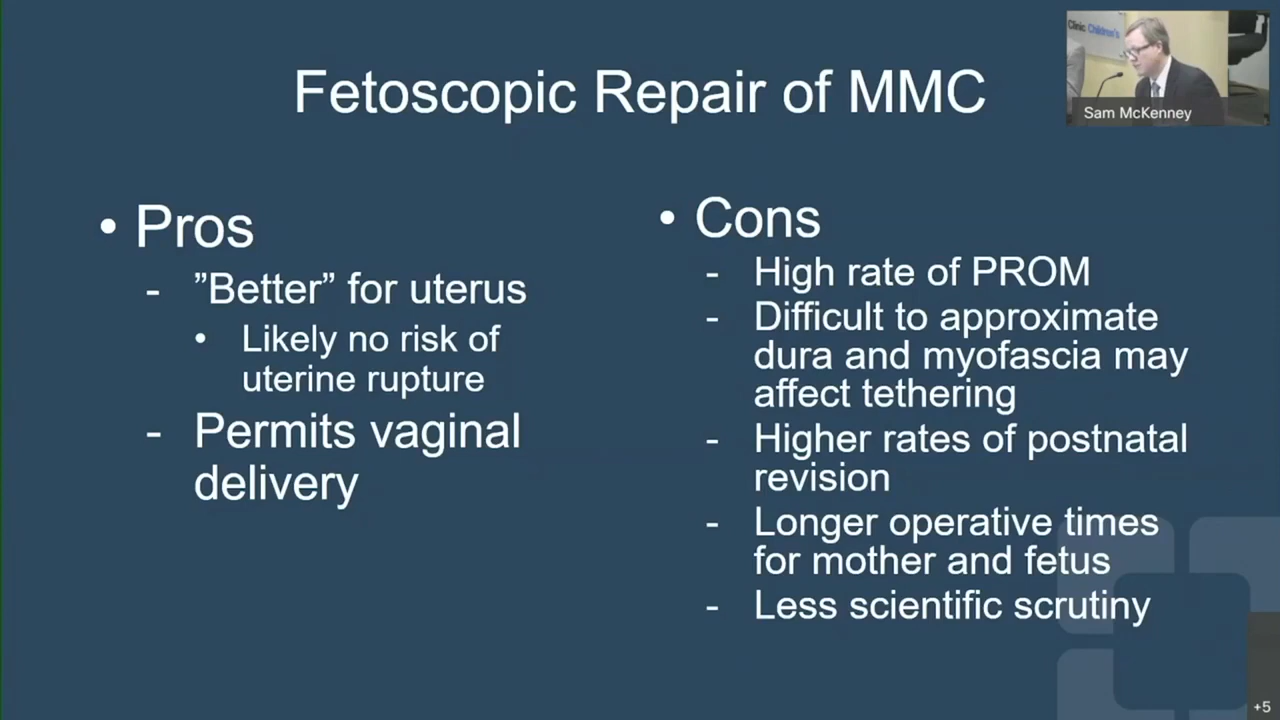 Fetoscopic Repair of MMC
Clinic Children's
Sam McKenney
• Pros
- ”Better” for uterus
• Likely no risk of
uterine rupture
- Permits vaginal
delivery
• Cons
- High rate of PROM
- Difficult to approximate
dura and myofascia may
affect tethering
- Higher rates of postnatal
revision
- Longer operative times
for mother and fetus
- Less scientific scrutiny
+5